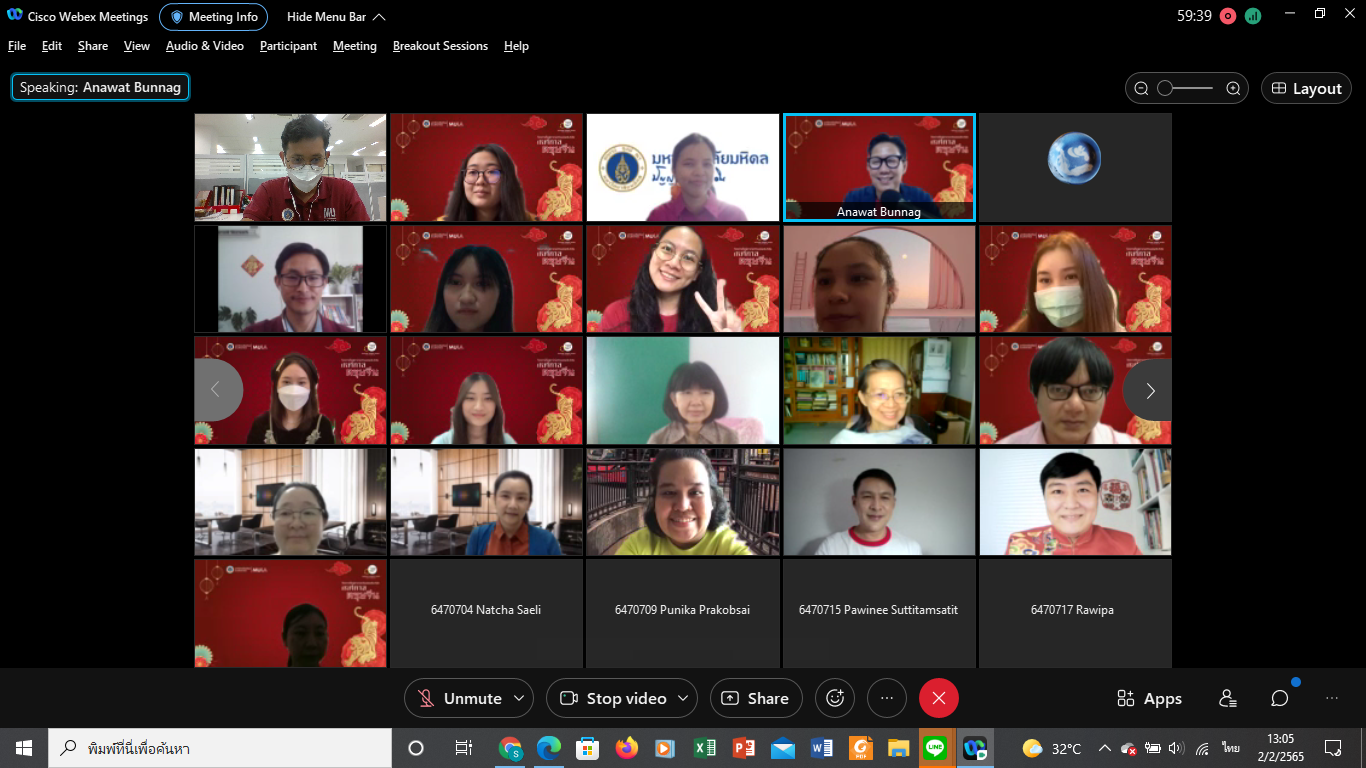 Cisco Webex Meetings
Meeting Info
Hide Menu Bar
59:39
File
Edit
Share
View
Audio & Video
Participant
Meeting
Breakout Sessions
Help
Speaking: Anawat Bunnag
Layout
Anawat Bunnag
6470704 Natcha Saeli
6470709 Punika Prakobsai
6470715 Pawinee Suttitamsatit
6470717 Rawipa
Unmute
Stop video
Share
Apps
พิมพ์ที่นี่เพื่อค้นหา
32°C
ไทย
13:05
2/2/2565